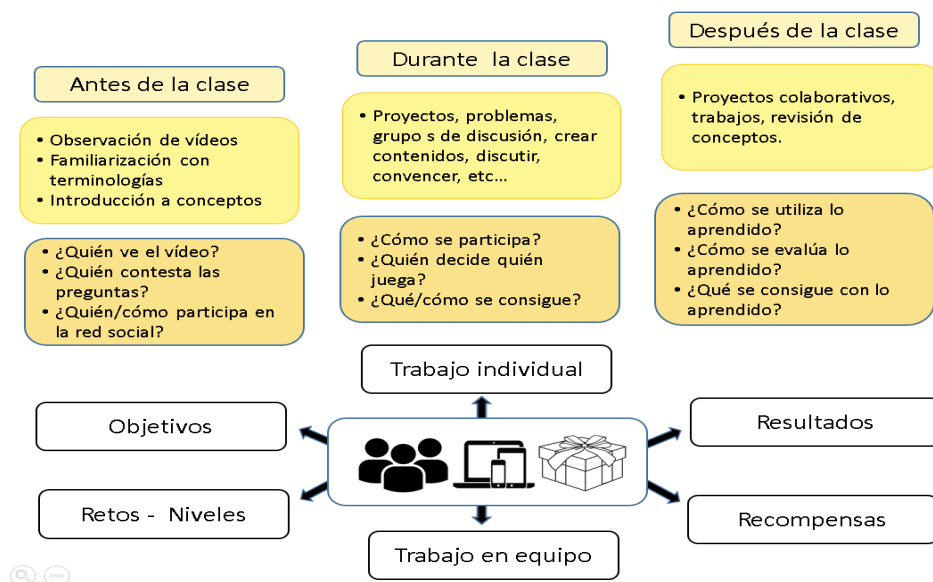 Antes de la clase
• Observación de vídeos
• Familiarización con
terminologías
• Introducción a conceptos
• ¿Quién ve el vídeo?
• ¿Quién contesta las
preguntas?
• ¿Quién/cómo participa en
la red social?
Durante la clase
• Proyectos, problemas,
grupo s de discusión, crear
contenidos, discutir,
convencer, etc...
• ¿Cómo se participa?
• ¿Quién decide quién
juega?
• ¿Qué/cómo se consigue?
Después de la clase
• Proyectos colaborativos,
trabajos, revisión de
conceptos.
• ¿Cómo se utiliza lo
aprendido?
• ¿Cómo se evalúa lo
aprendido?
• ¿Qué se consigue con lo
aprendido?
Trabajo individual
Objetivos
Resultados
Retos - Niveles
Recompensas
Trabajo en equipo